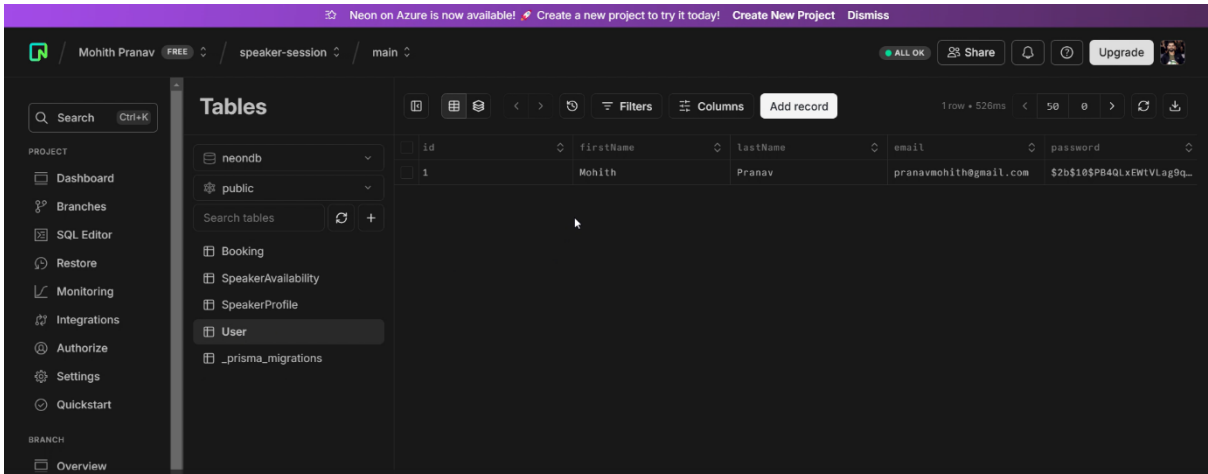 Neon on Azure is now available! 🚀 Create a new project to try it today! Create New Project Dismiss
Mohith Pranav FREE / speaker-session / main
ALL OK Share Upgrade
Search Ctrl+K
PROJECT
Dashboard
Branches
SQL Editor
Restore
Monitoring
Integrations
Authorize
Settings
Quickstart
BRANCH
Overview
Tables
neondb
public
Search tables
Booking
SpeakerAvailability
SpeakerProfile
User
_prisma_migrations
Filters Columns Add record 1 row • 526ms 50 0
id firstName lastName email password
1 Mohith Pranav pranavmohith@gmail.com $2b$10$PB4QLxEWtVLag9q…